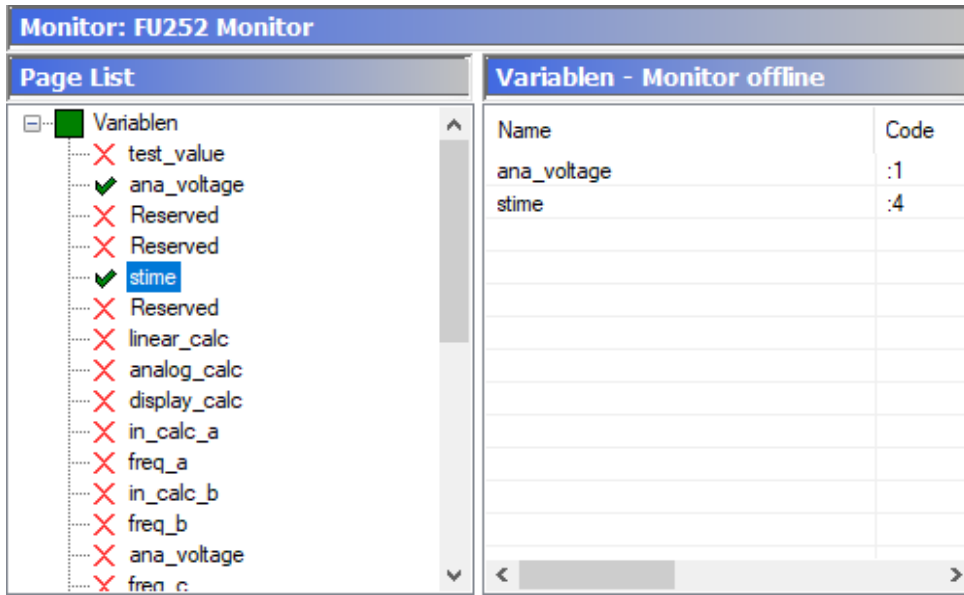 Monitor: FU252 Monitor
Page List
Variablen
test_value
ana_voltage
Reserved
Reserved
stime
Reserved
linear_calc
analog_calc
display_calc
in_calc_a
freq_a
in_calc_b
freq_b
ana_voltage
freq_c
Variablen - Monitor offline
Name Code
ana_voltage :1
stime :4